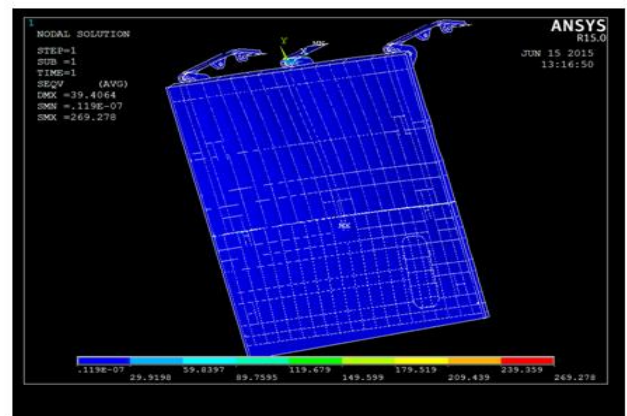 1
NODAL SOLUTION
STEP=1
SUB =1
TIME=1
SEQV (AVG)
DMX =39.4064
SMN =.119E-07
SMX =269.278
ANSYS
R15.0
JUN 15 2015
13:16:50
Y
X
MN
MX
.119E-07 59.8397 119.679 179.519 239.359
29.9198 89.7595 149.599 209.439 269.278